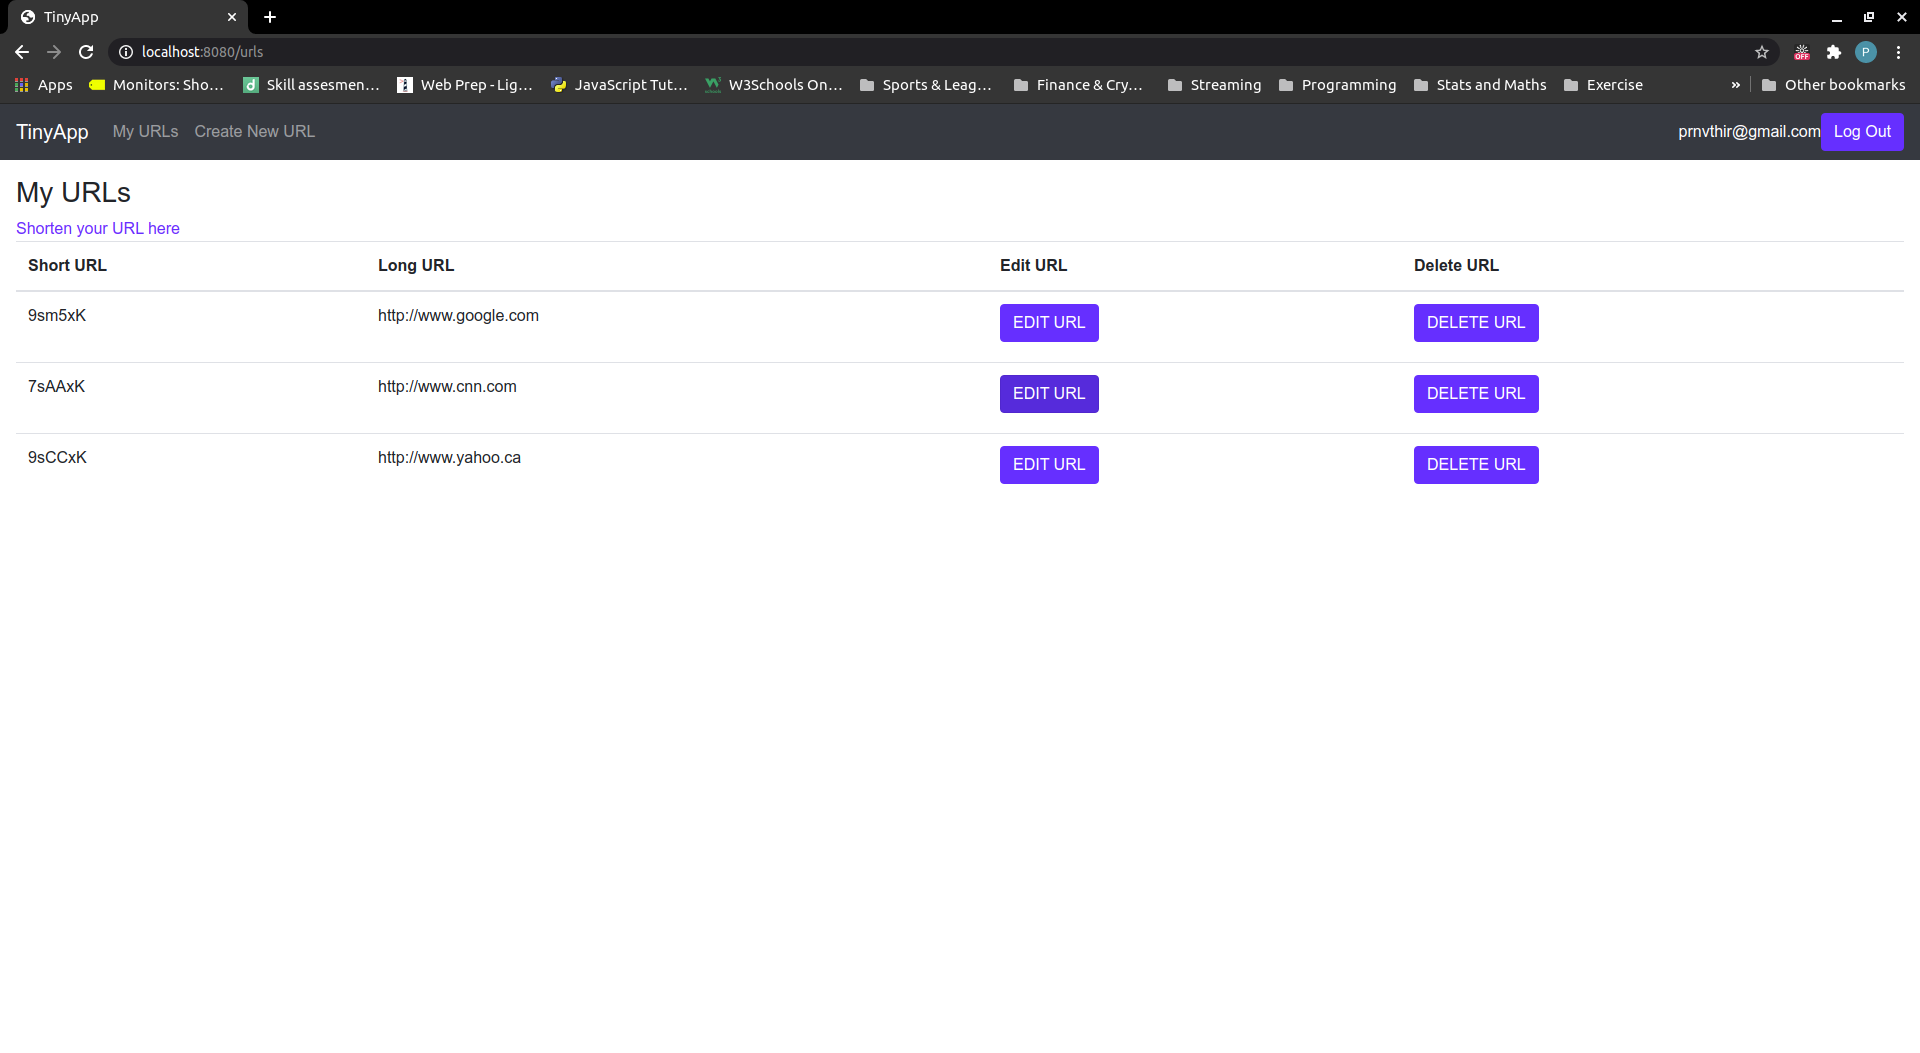 TinyApp
localhost:8080/urls
OFF
P
Apps Monitors: Sho... Skill assesmen... Web Prep - Lig... JavaScript Tut... W3Schools On... Sports & Leag... Finance & Cry... Streaming Programming Stats and Maths Exercise » Other bookmarks
TinyApp My URLs Create New URL prnvthir@gmail.com Log Out
My URLs
Shorten your URL here
Short URL Long URL Edit URL Delete URL
9sm5xK http://www.google.com EDIT URL DELETE URL
7sAAxK http://www.cnn.com EDIT URL DELETE URL
9sCCxK http://www.yahoo.ca EDIT URL DELETE URL